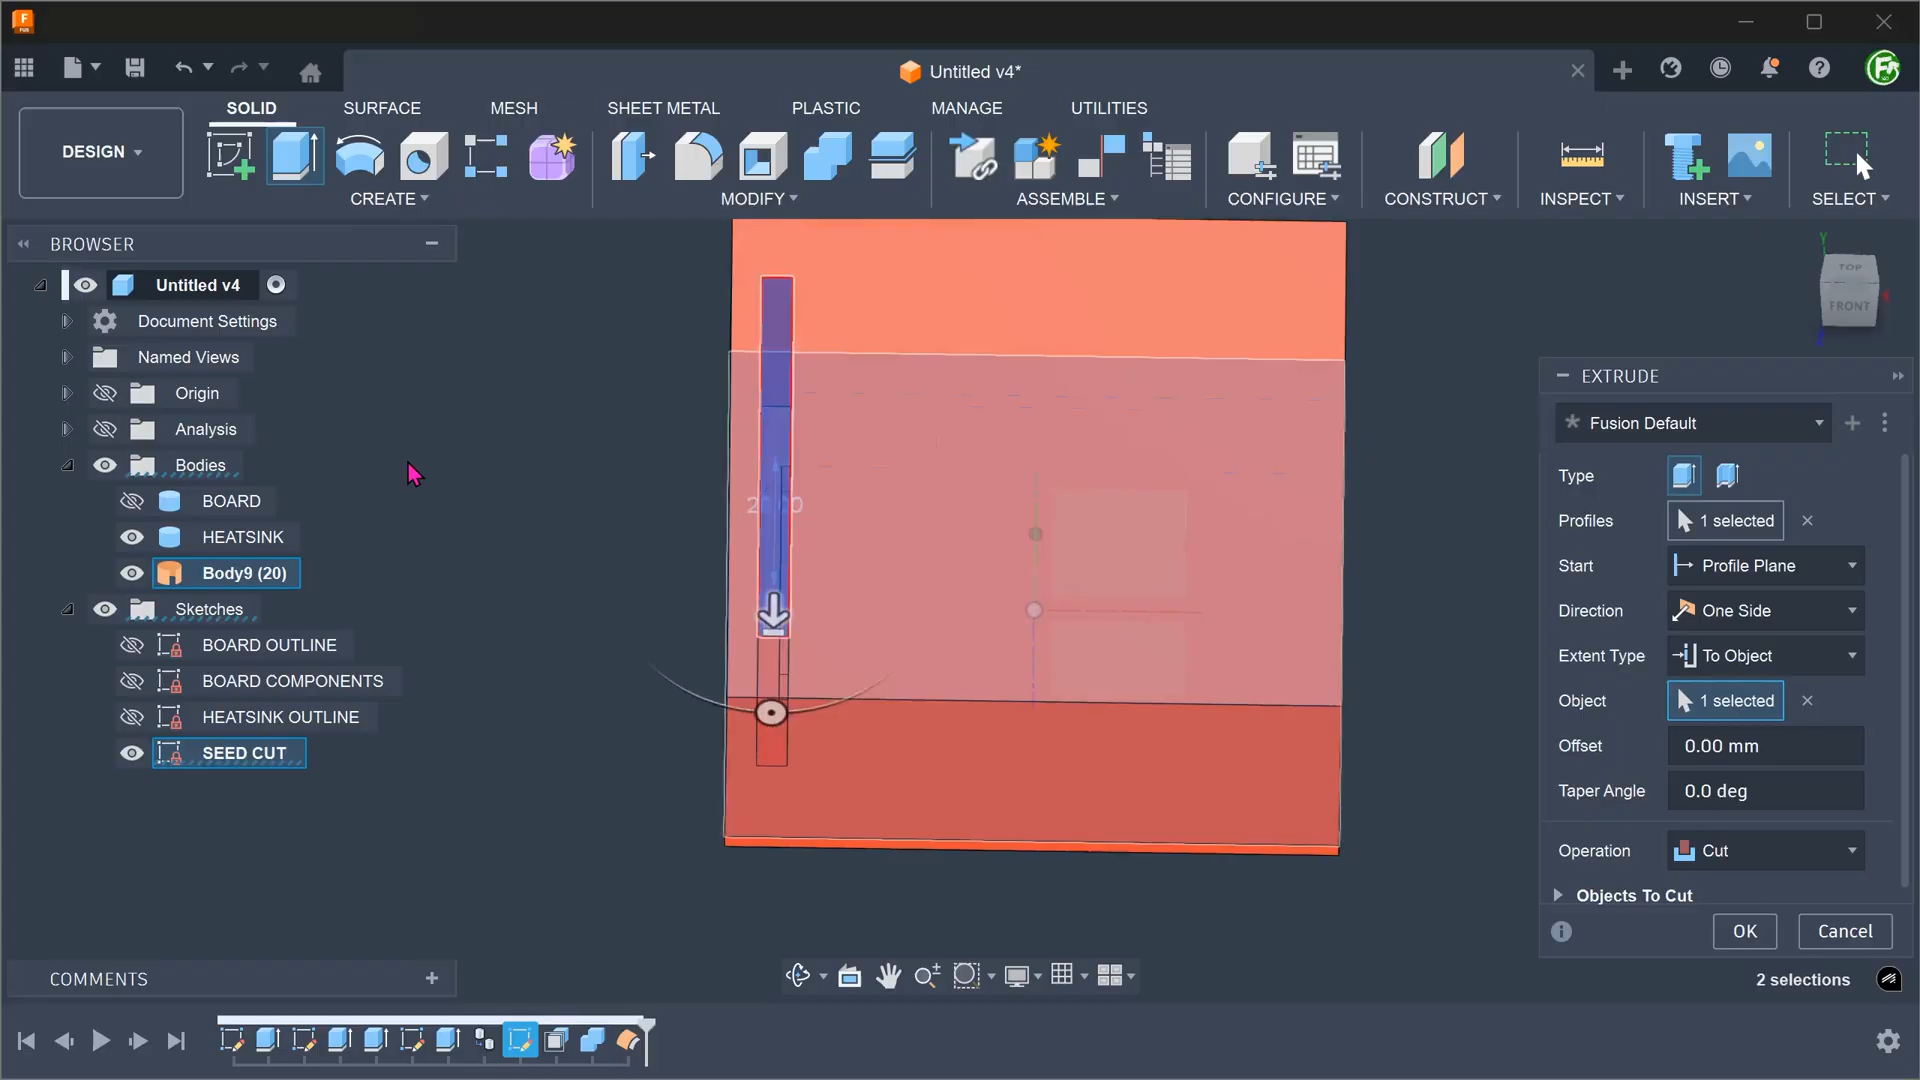 Untitled v4*
SOLID
SURFACE
MESH
SHEET METAL
PLASTIC
MANAGE
UTILITIES
DESIGN
CREATE
MODIFY
ASSEMBLE
CONFIGURE
CONSTRUCT
INSPECT
INSERT
SELECT
BROWSER
Untitled v4
Document Settings
Named Views
Origin
Analysis
Bodies
BOARD
HEATSINK
Body9 (20)
Sketches
BOARD OUTLINE
BOARD COMPONENTS
HEATSINK OUTLINE
SEED CUT
Y
TOP
FRONT
EXTRUDE
Fusion Default
Type
Profiles
1 selected
Start
Profile Plane
Direction
One Side
Extent Type
To Object
Object
1 selected
Offset
0.00 mm
Taper Angle
0.0 deg
Operation
Cut
Objects To Cut
OK
Cancel
COMMENTS
2 selections